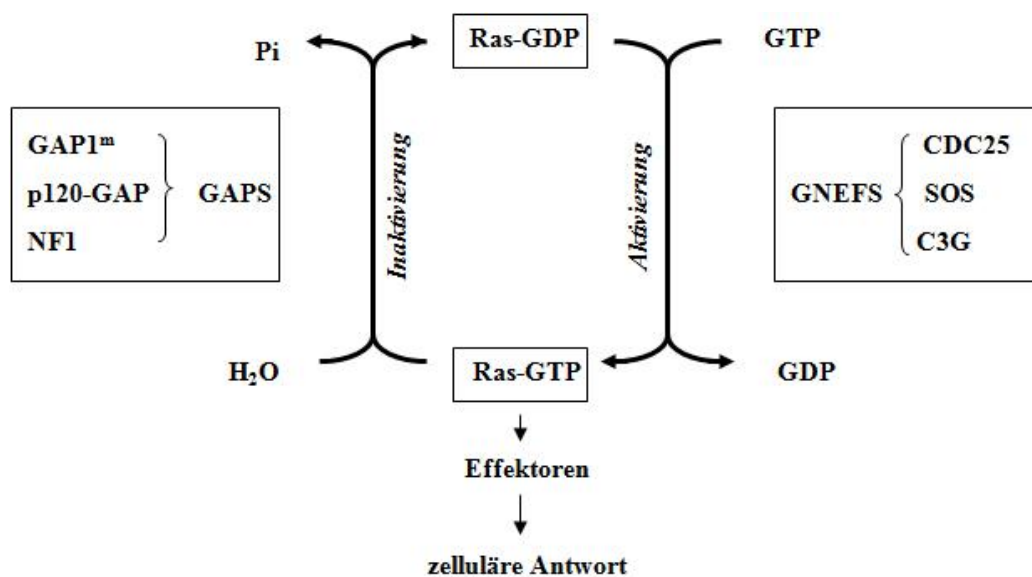 Pi
Ras-GDP
GTP
GAP1ᵐ
p120-GAP
NF1
GAPS
Inaktivierung
Aktivierung
GNEFS
CDC25
SOS
C3G
H₂O
Ras-GTP
GDP
Effektoren
zelluläre Antwort